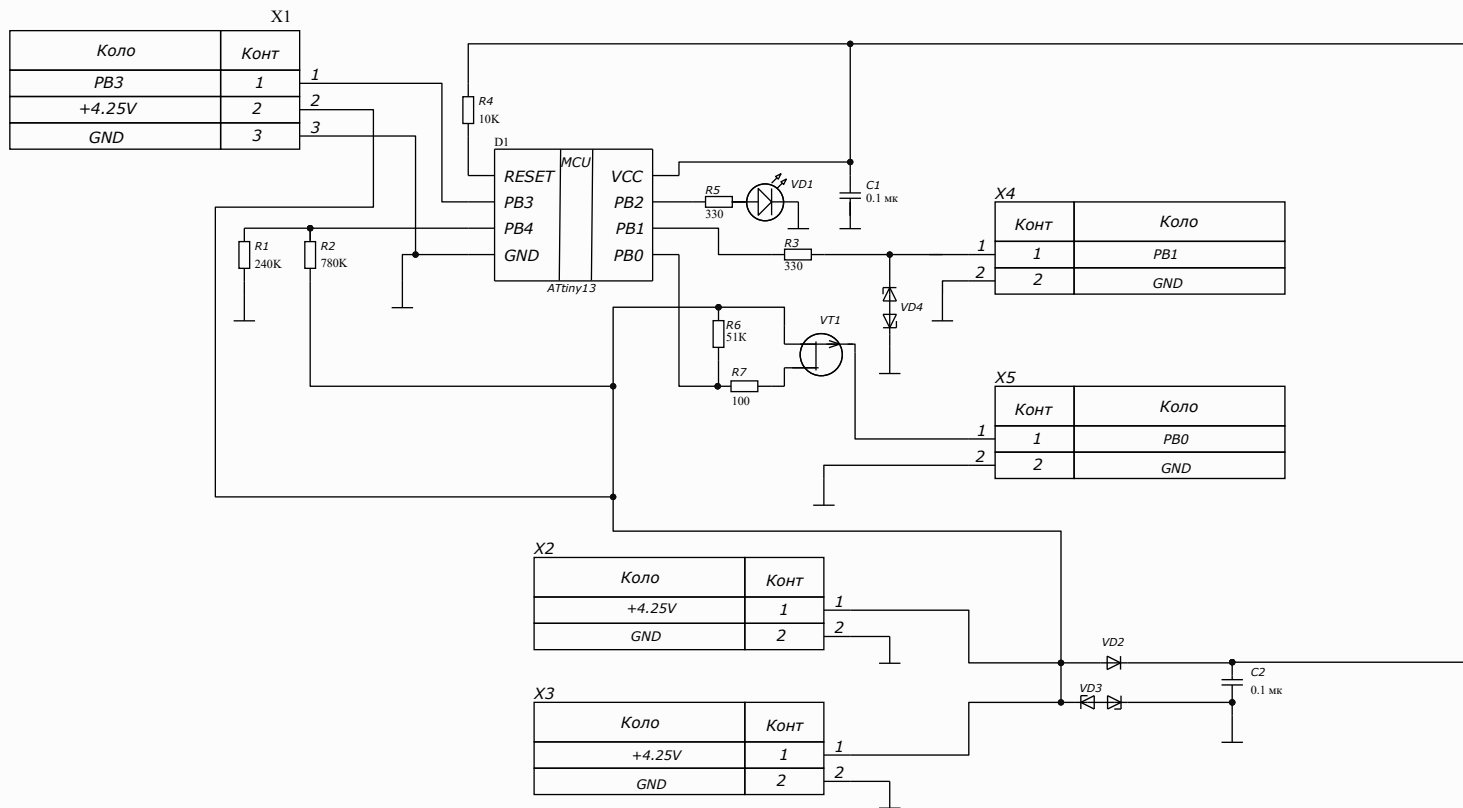 X1
Коло Конт
PB3 1 1
+4.25V 2 2
GND 3 3
R4
10K
D1
MCU
RESET VCC
PB3 PB2
PB4 PB1
GND PB0
ATtiny13
R5
330
VD1
C1
0.1 мк
R1
240K
R2
780K
R3
330
VD4
X4
Конт Коло
1 1 PB1
2 2 GND
R6
51K
VT1
R7
100
X5
Конт Коло
1 1 PB0
2 2 GND
X2
Коло Конт
+4.25V 1 1
GND 2 2
VD2
VD3
C2
0.1 мк
X3
Коло Конт
+4.25V 1 1
GND 2 2